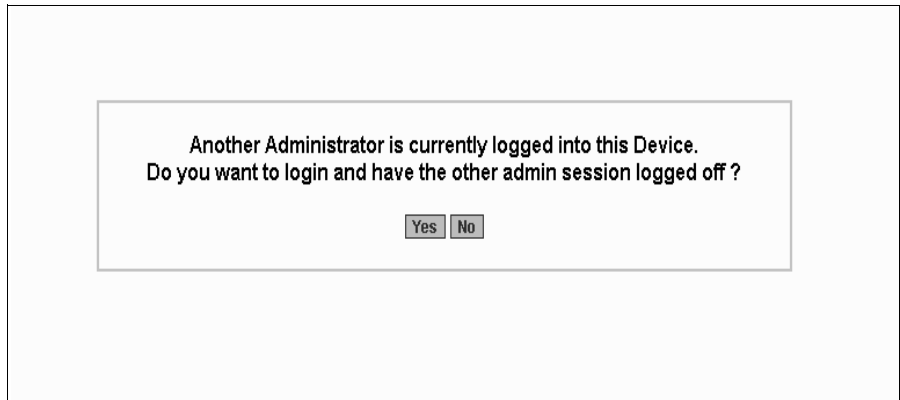 Another Administrator is currently logged into this Device.
Do you want to login and have the other admin session logged off ?
Yes No